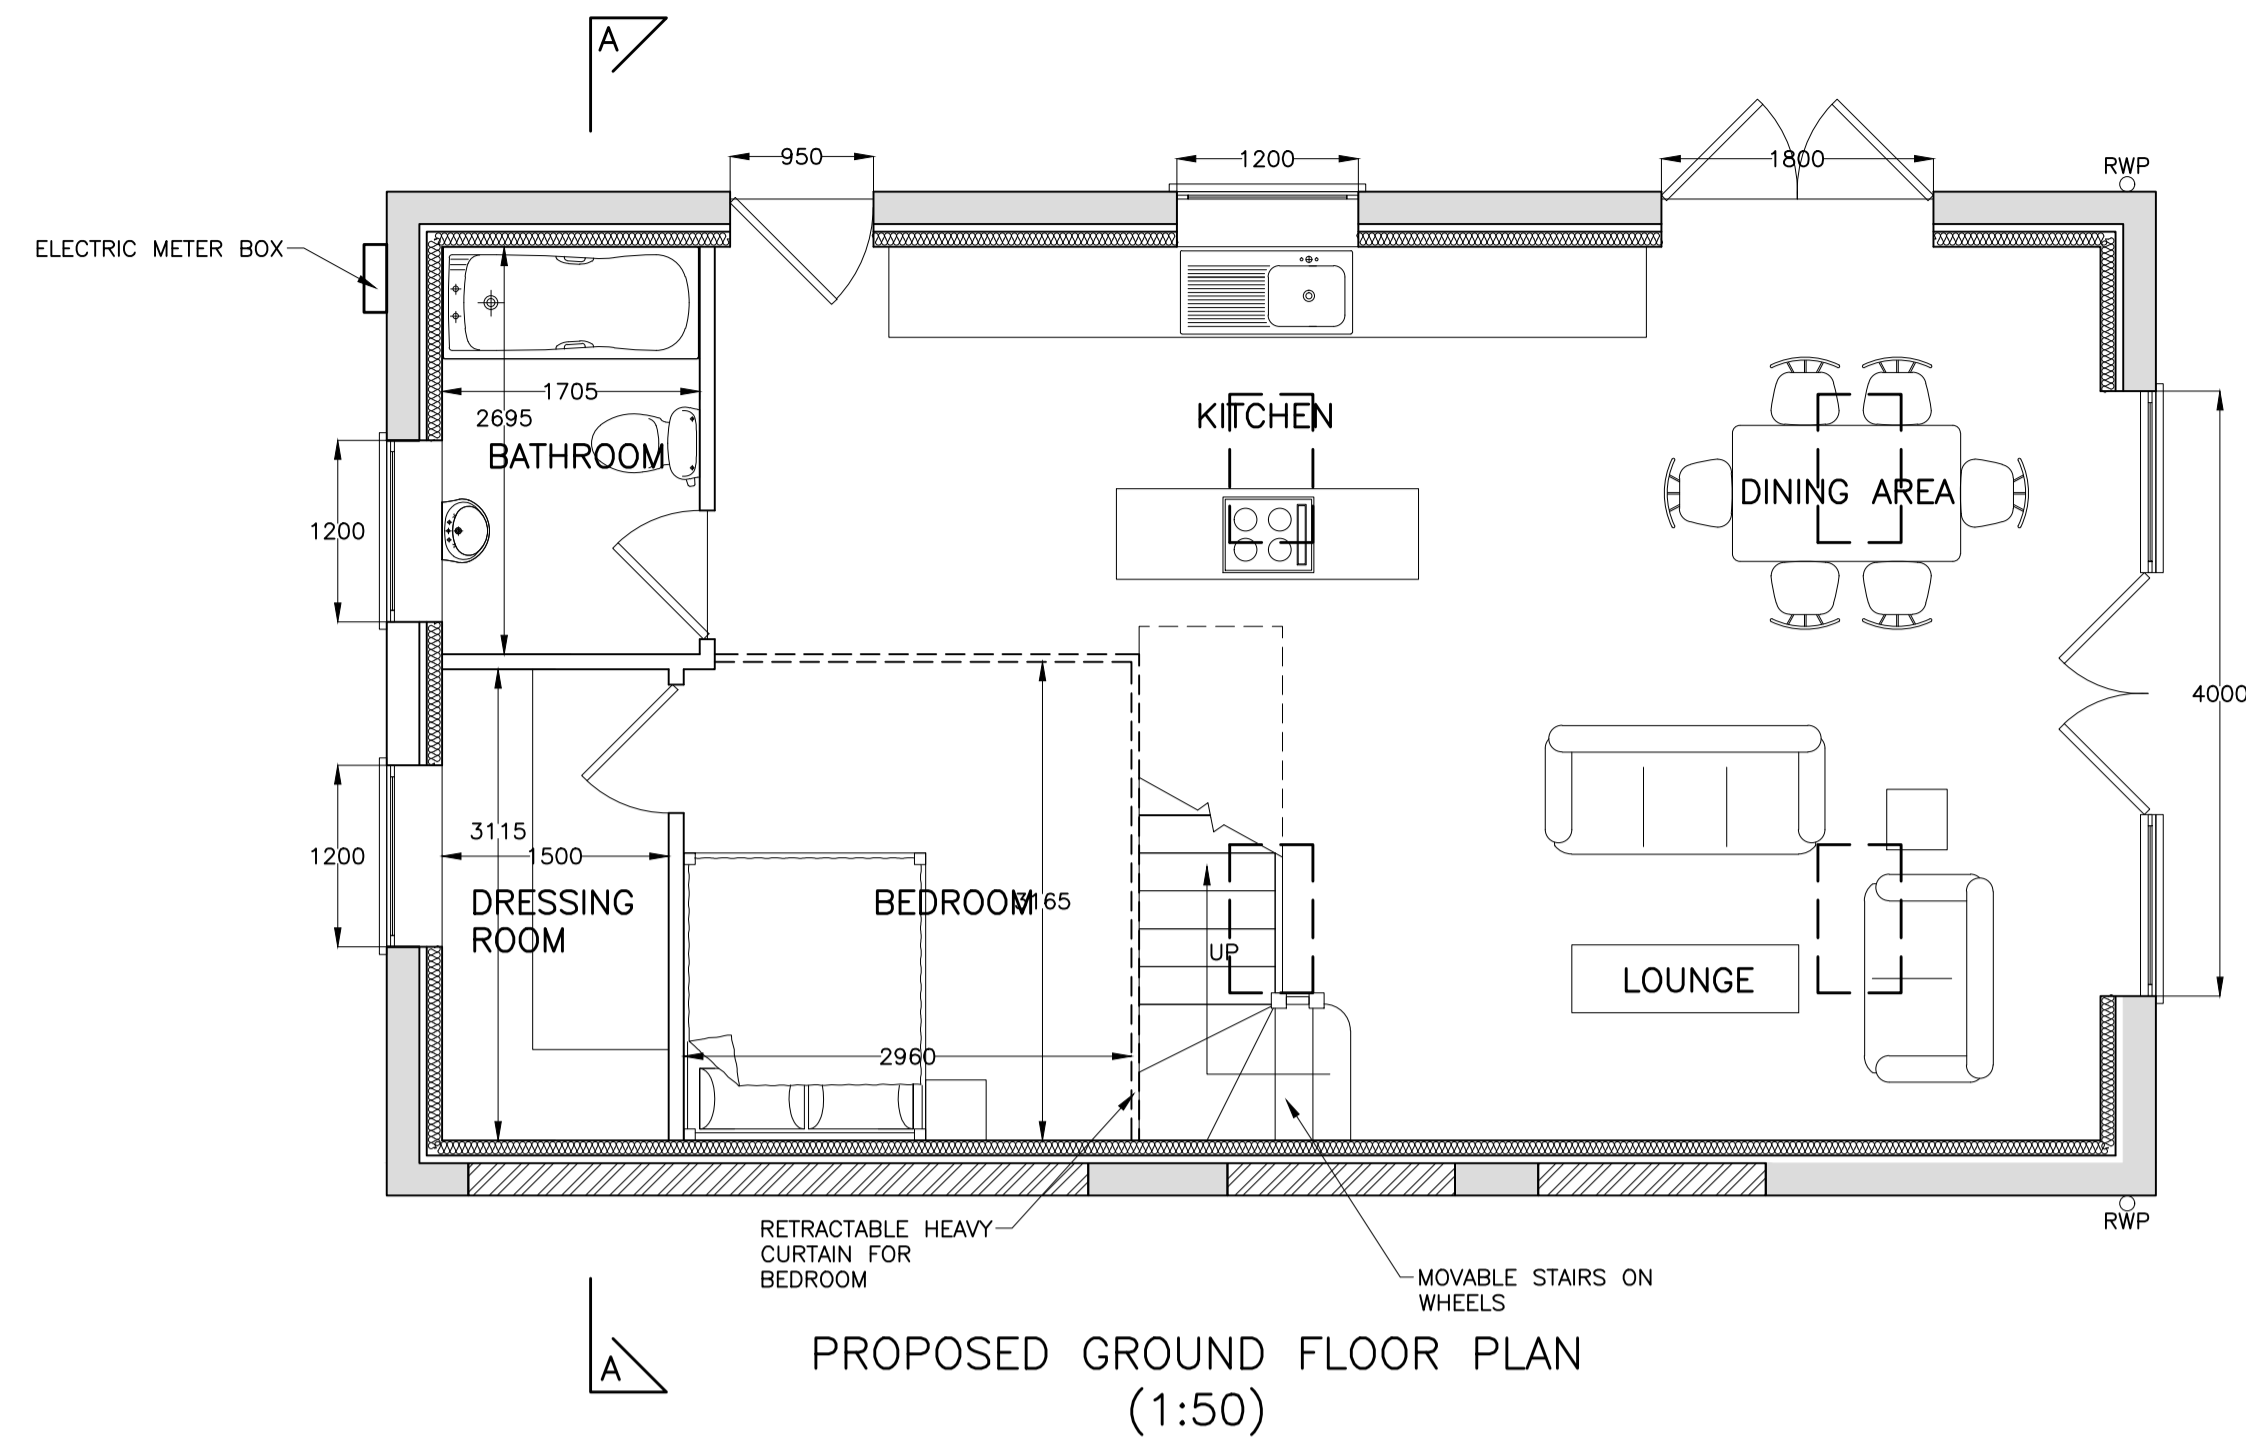 A
950
1200
1800
RWP
ELECTRIC METER BOX
1705
2695
KITCHEN
BATHROOM
DINING AREA
1200
4000
3115
1500
1200
DRESSING
ROOM
BEDROOM
3165
UP
LOUNGE
2960
RWP
RETRACTABLE HEAVY
CURTAIN FOR
BEDROOM
MOVABLE STAIRS ON
WHEELS
A
PROPOSED GROUND FLOOR PLAN
(1:50)